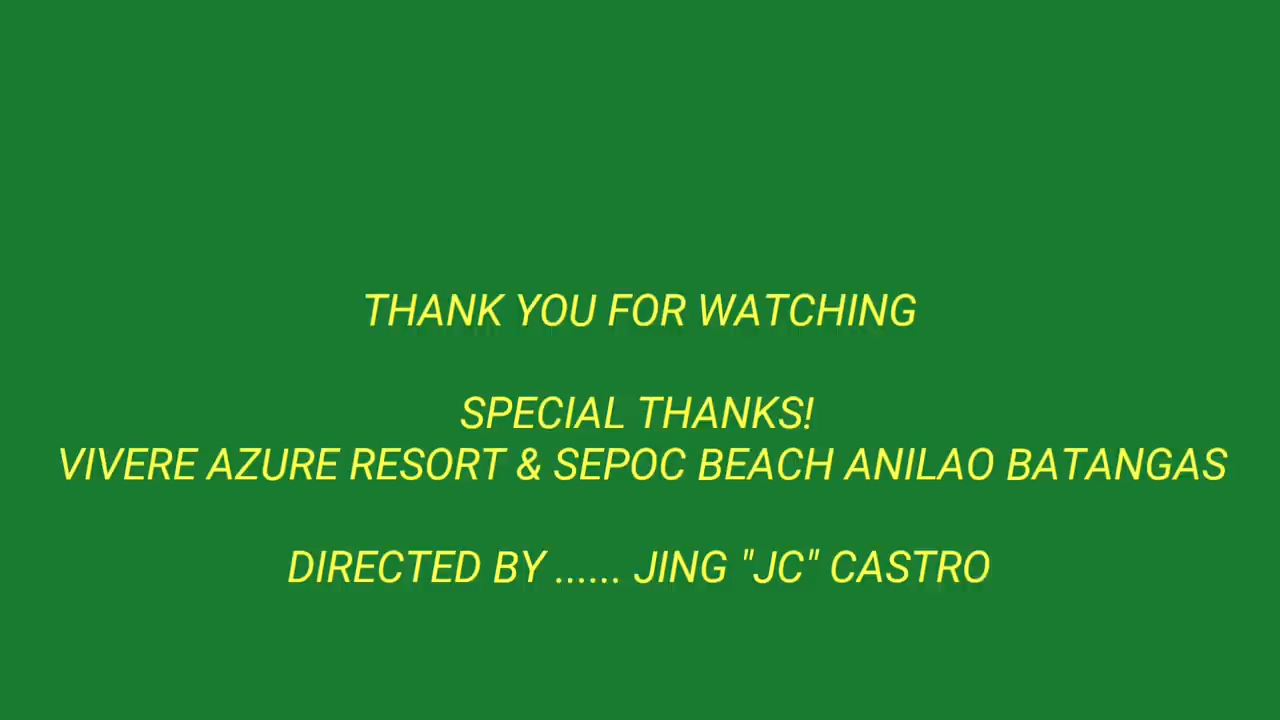 THANK YOU FOR WATCHING
SPECIAL THANKS!
VIVERE AZURE RESORT & SEPOC BEACH ANILAO BATANGAS
DIRECTED BY ...... JING "JC" CASTRO